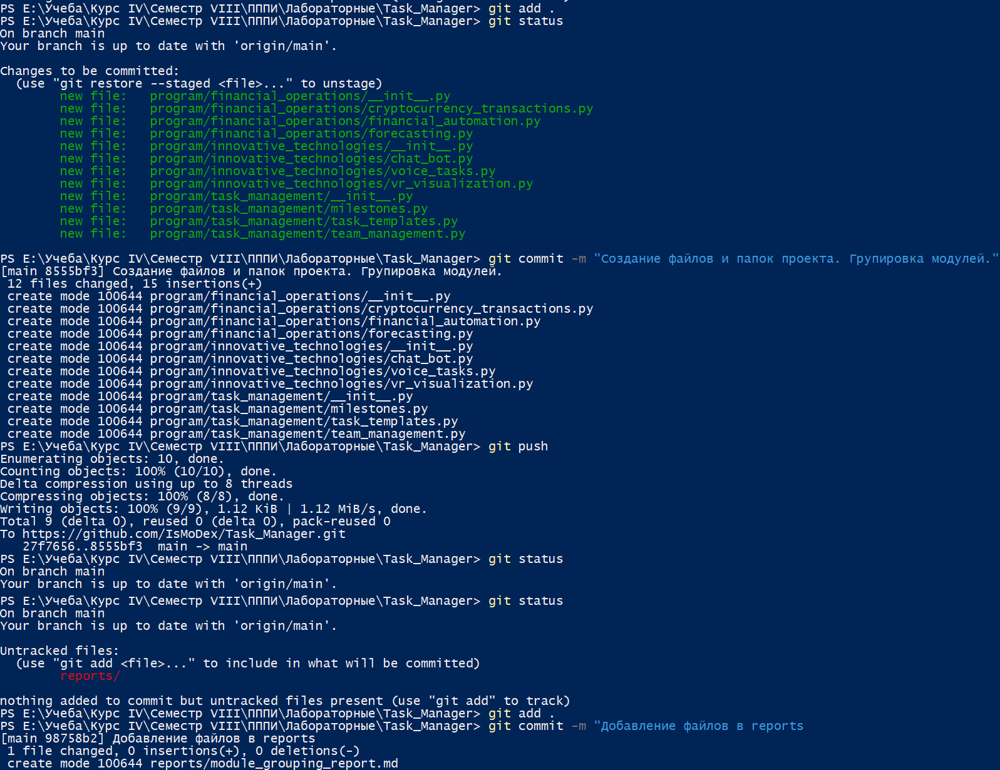 PS E:\Учеба\Курс IV\Семестр VIII\ПППИ\Лабораторные\Task_Manager> git add .
PS E:\Учеба\Курс IV\Семестр VIII\ПППИ\Лабораторные\Task_Manager> git status
On branch main
Your branch is up to date with 'origin/main'.
Changes to be committed:
  (use "git restore --staged <file>..." to unstage)
        new file:   program/financial_operations/__init__.py
        new file:   program/financial_operations/cryptocurrency_transactions.py
        new file:   program/financial_operations/financial_automation.py
        new file:   program/financial_operations/forecasting.py
        new file:   program/innovative_technologies/__init__.py
        new file:   program/innovative_technologies/chat_bot.py
        new file:   program/innovative_technologies/voice_tasks.py
        new file:   program/innovative_technologies/vr_visualization.py
        new file:   program/task_management/__init__.py
        new file:   program/task_management/milestones.py
        new file:   program/task_management/task_templates.py
        new file:   program/task_management/team_management.py
PS E:\Учеба\Курс IV\Семестр VIII\ПППИ\Лабораторные\Task_Manager> git commit -m "Создание файлов и папок проекта. Групировка модулей."
[main 8555bf3] Создание файлов и папок проекта. Групировка модулей.
 12 files changed, 15 insertions(+)
 create mode 100644 program/financial_operations/__init__.py
 create mode 100644 program/financial_operations/cryptocurrency_transactions.py
 create mode 100644 program/financial_operations/financial_automation.py
 create mode 100644 program/financial_operations/forecasting.py
 create mode 100644 program/innovative_technologies/__init__.py
 create mode 100644 program/innovative_technologies/chat_bot.py
 create mode 100644 program/innovative_technologies/voice_tasks.py
 create mode 100644 program/innovative_technologies/vr_visualization.py
 create mode 100644 program/task_management/__init__.py
 create mode 100644 program/task_management/milestones.py
 create mode 100644 program/task_management/task_templates.py
 create mode 100644 program/task_management/team_management.py
PS E:\Учеба\Курс IV\Семестр VIII\ПППИ\Лабораторные\Task_Manager> git push
Enumerating objects: 10, done.
Counting objects: 100% (10/10), done.
Delta compression using up to 8 threads
Compressing objects: 100% (8/8), done.
Writing objects: 100% (9/9), 1.12 KiB | 1.12 MiB/s, done.
Total 9 (delta 0), reused 0 (delta 0), pack-reused 0
To https://github.com/IsMoDex/Task_Manager.git
   27f7656..8555bf3  main -> main
PS E:\Учеба\Курс IV\Семестр VIII\ПППИ\Лабораторные\Task_Manager> git status
On branch main
Your branch is up to date with 'origin/main'.
PS E:\Учеба\Курс IV\Семестр VIII\ПППИ\Лабораторные\Task_Manager> git status
On branch main
Your branch is up to date with 'origin/main'.
Untracked files:
  (use "git add <file>..." to include in what will be committed)
        reports/
nothing added to commit but untracked files present (use "git add" to track)
PS E:\Учеба\Курс IV\Семестр VIII\ПППИ\Лабораторные\Task_Manager> git add .
PS E:\Учеба\Курс IV\Семестр VIII\ПППИ\Лабораторные\Task_Manager> git commit -m "Добавление файлов в reports
[main 98758b2] Добавление файлов в reports
 1 file changed, 0 insertions(+), 0 deletions(-)
 create mode 100644 reports/module_grouping_report.md